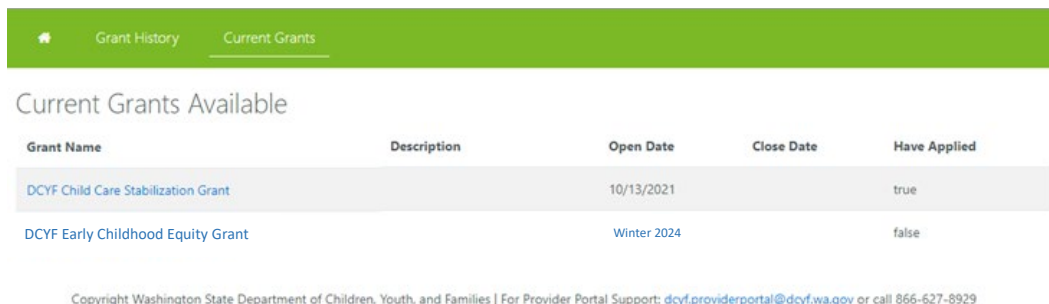 Grant History Current Grants
Current Grants Available
Grant Name Description Open Date Close Date Have Applied
DCYF Child Care Stabilization Grant 10/13/2021 true
DCYF Early Childhood Equity Grant Winter 2024 false
Copyright Washington State Department of Children, Youth, and Families | For Provider Portal Support: dcyf.providerportal@dcyf.wa.gov or call 866-627-8929